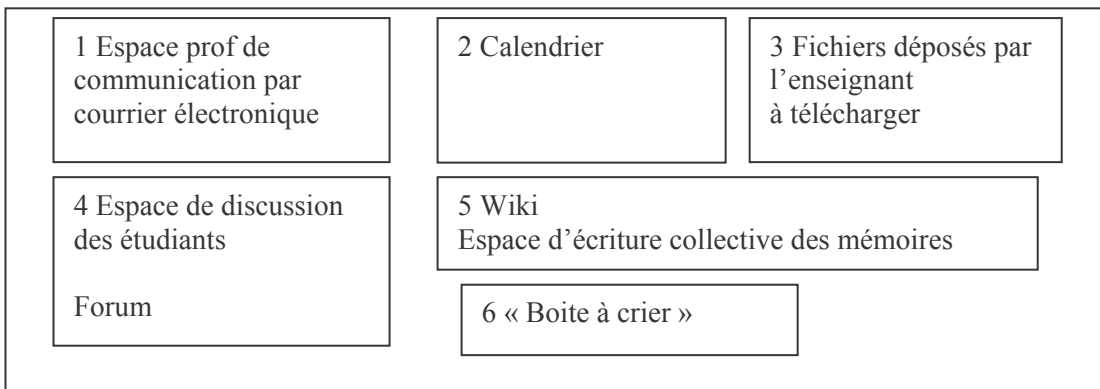 1 Espace prof de
communication par
courrier électronique
2 Calendrier
3 Fichiers déposés par
l’enseignant
à télécharger
4 Espace de discussion
des étudiants
Forum
5 Wiki
Espace d’écriture collective des mémoires
6 « Boite à crier »